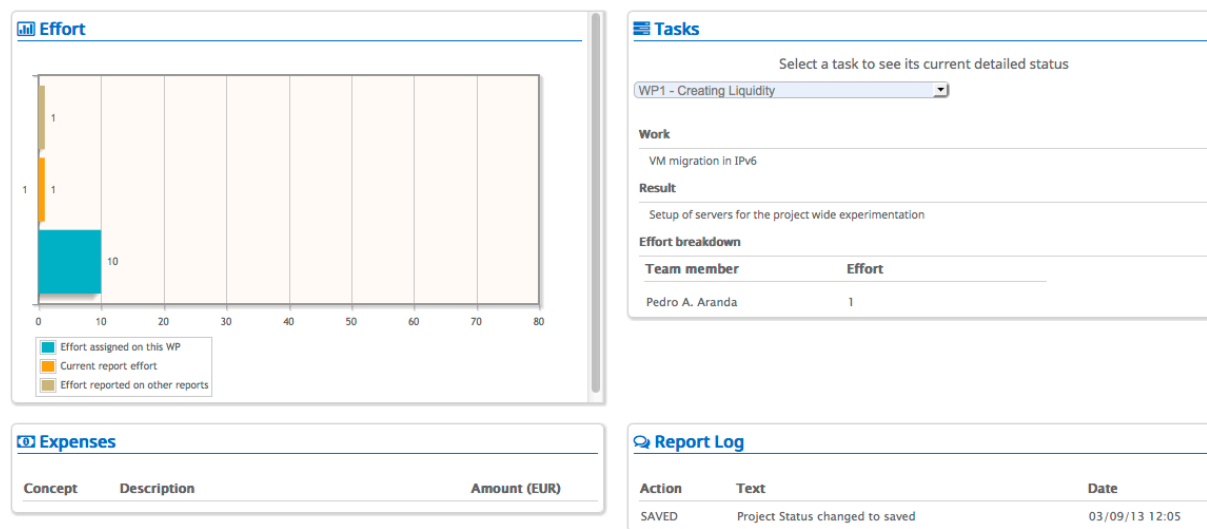 Effort
1
1
1
10
0 10 20 30 40 50 60 70 80
Effort assigned on this WP
Current report effort
Effort reported on other reports
Tasks
Select a task to see its current detailed status
WP1 - Creating Liquidity
Work
VM migration in IPv6
Result
Setup of servers for the project wide experimentation
Effort breakdown
Team member Effort
Pedro A. Aranda 1
Expenses
Concept Description Amount (EUR)
Report Log
Action Text Date
SAVED Project Status changed to saved 03/09/13 12:05